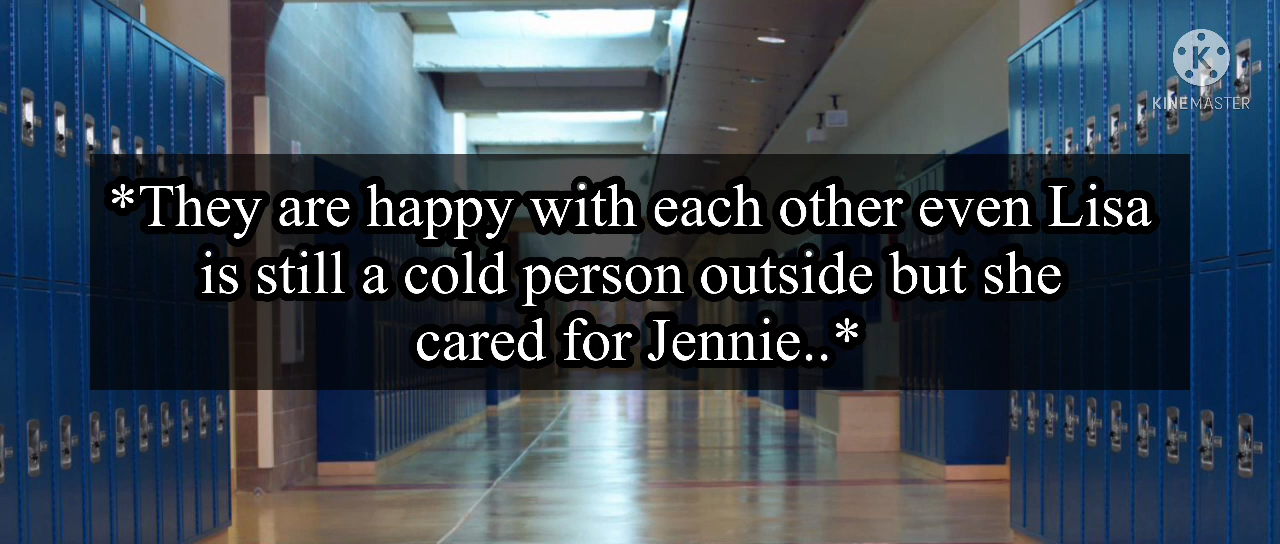 KINEMASTER
*They are happy with each other even Lisa
is still a cold person outside but she
cared for Jennie..*